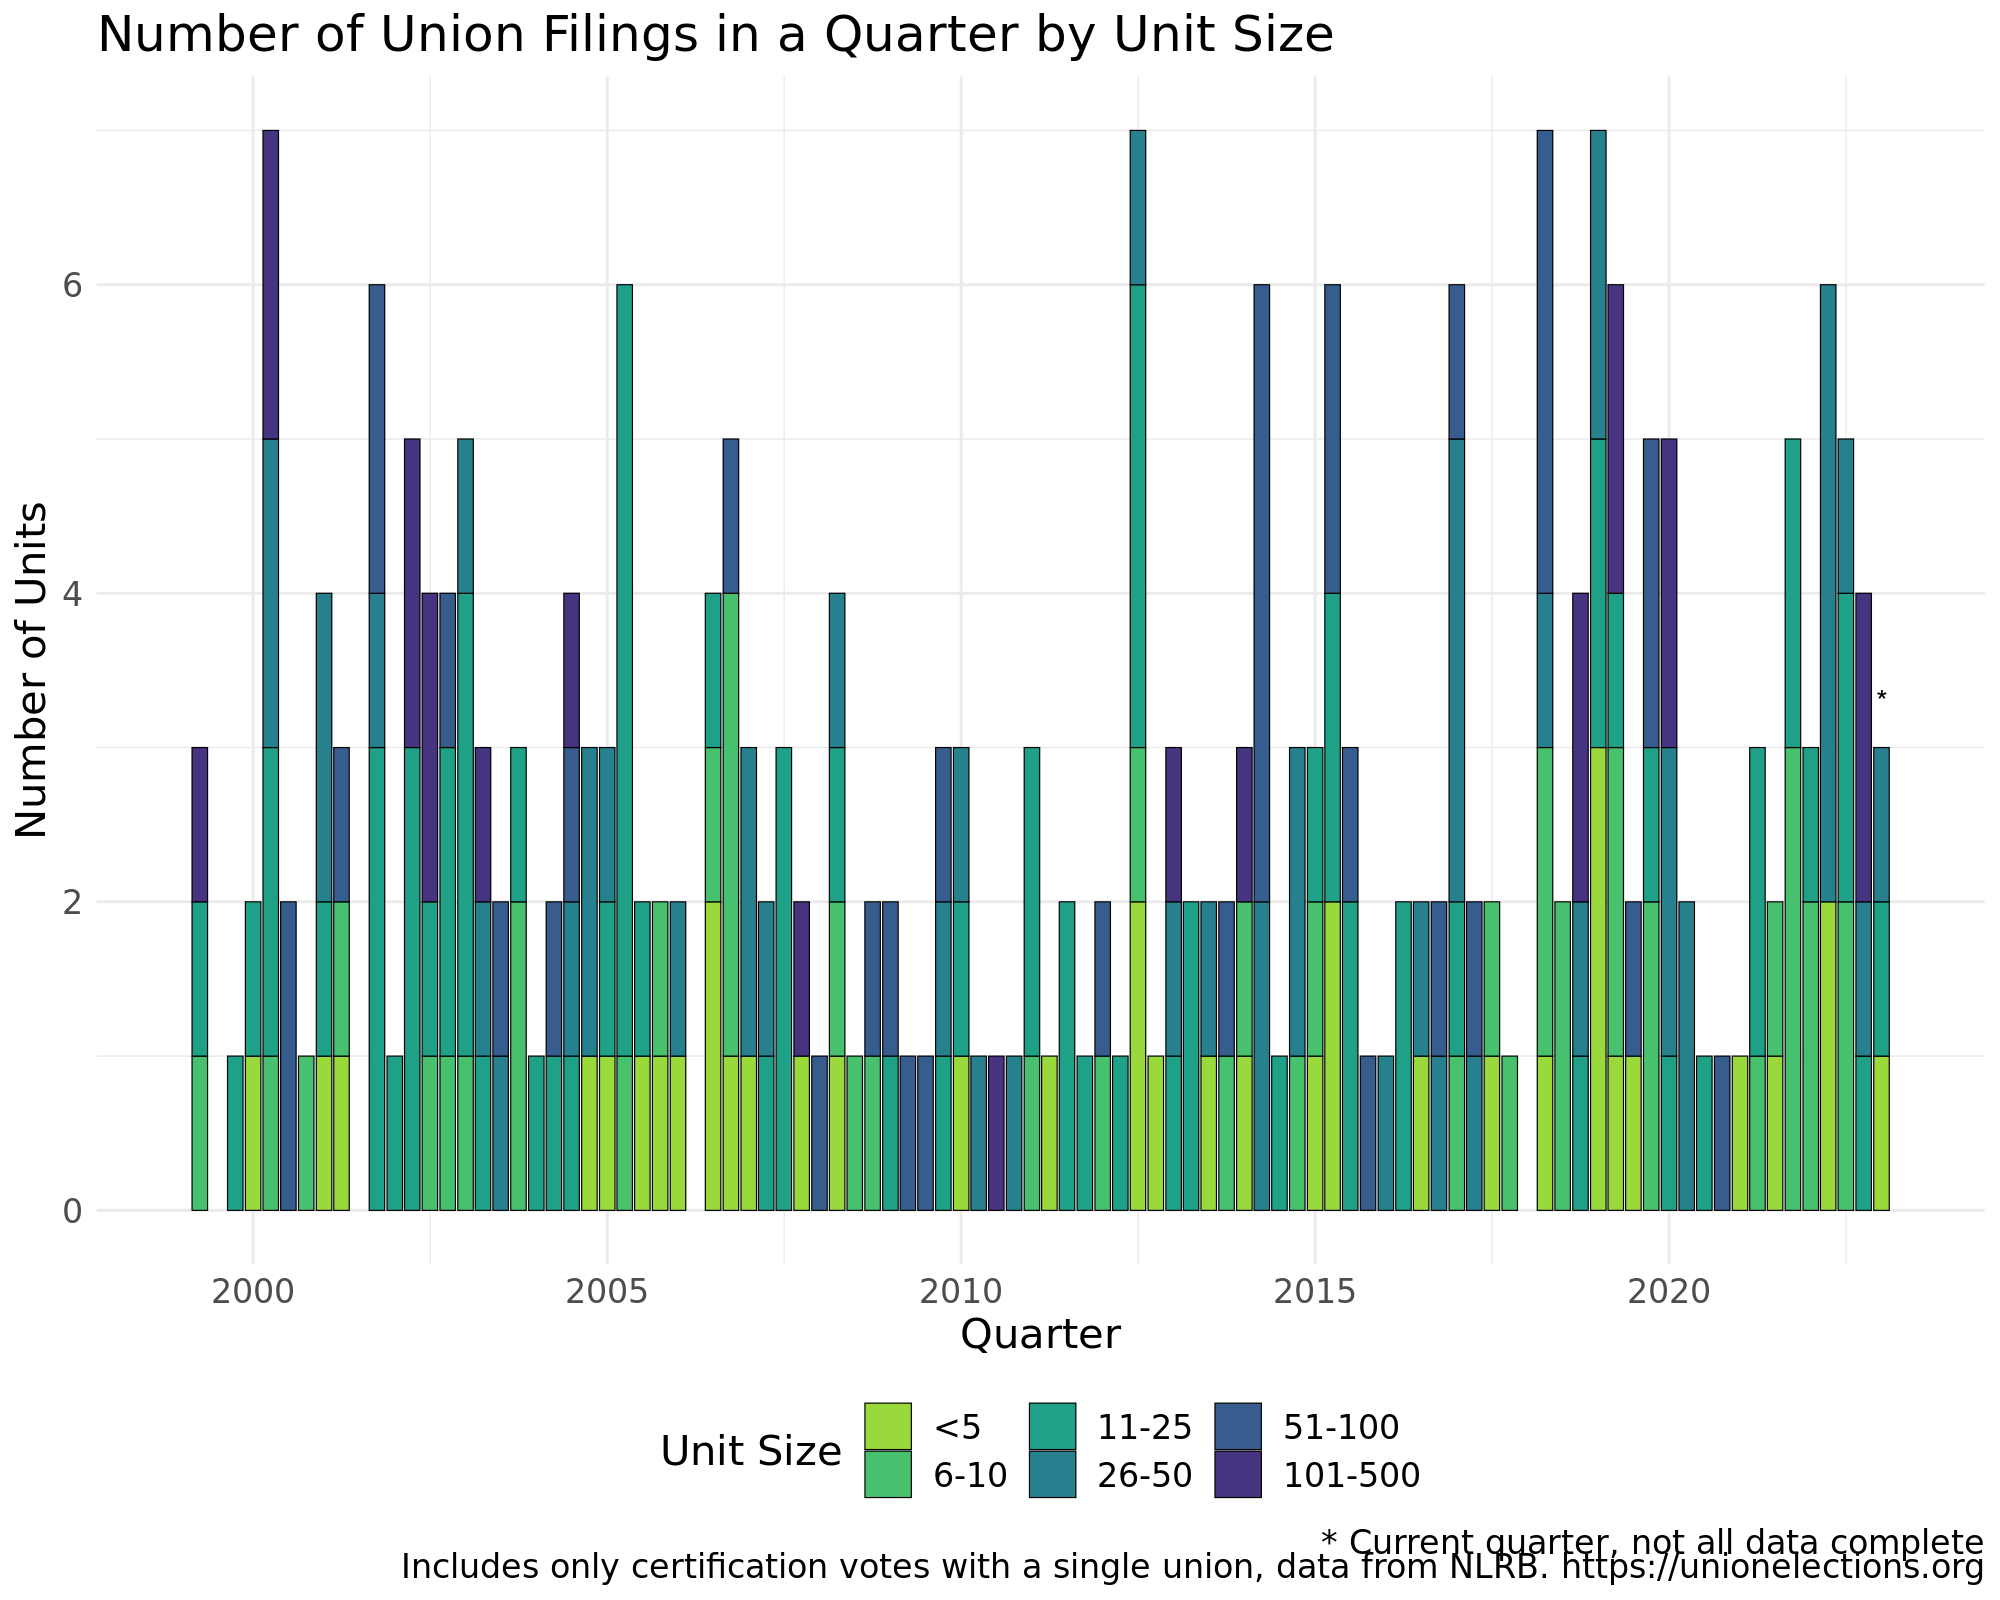 Number of Union Filings in a Quarter by Unit Size
Number of Units
6
4
2
0
*
2000 2005 2010 2015 2020
Quarter
Unit Size
<5 11-25 51-100
6-10 26-50 101-500
* Current quarter, not all data complete
Includes only certification votes with a single union, data from NLRB. https://unionelections.org